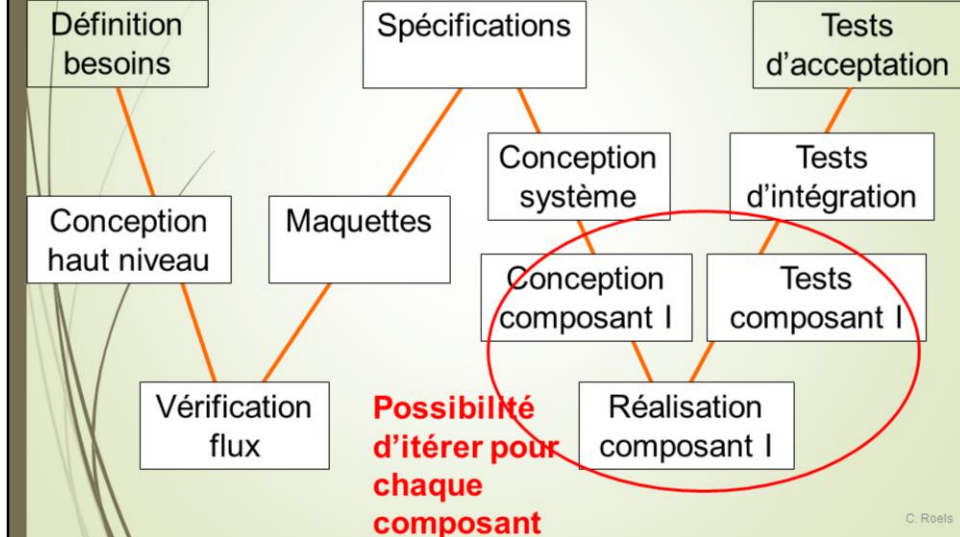 Définition
besoins
Spécifications
Tests
d'acceptation
Conception
système
Tests
d'intégration
Conception
haut niveau
Maquettes
Conception
composant I
Tests
composant I
Vérification
flux
Possibilité
d'itérer pour
chaque
composant
Réalisation
composant I
C. Roels